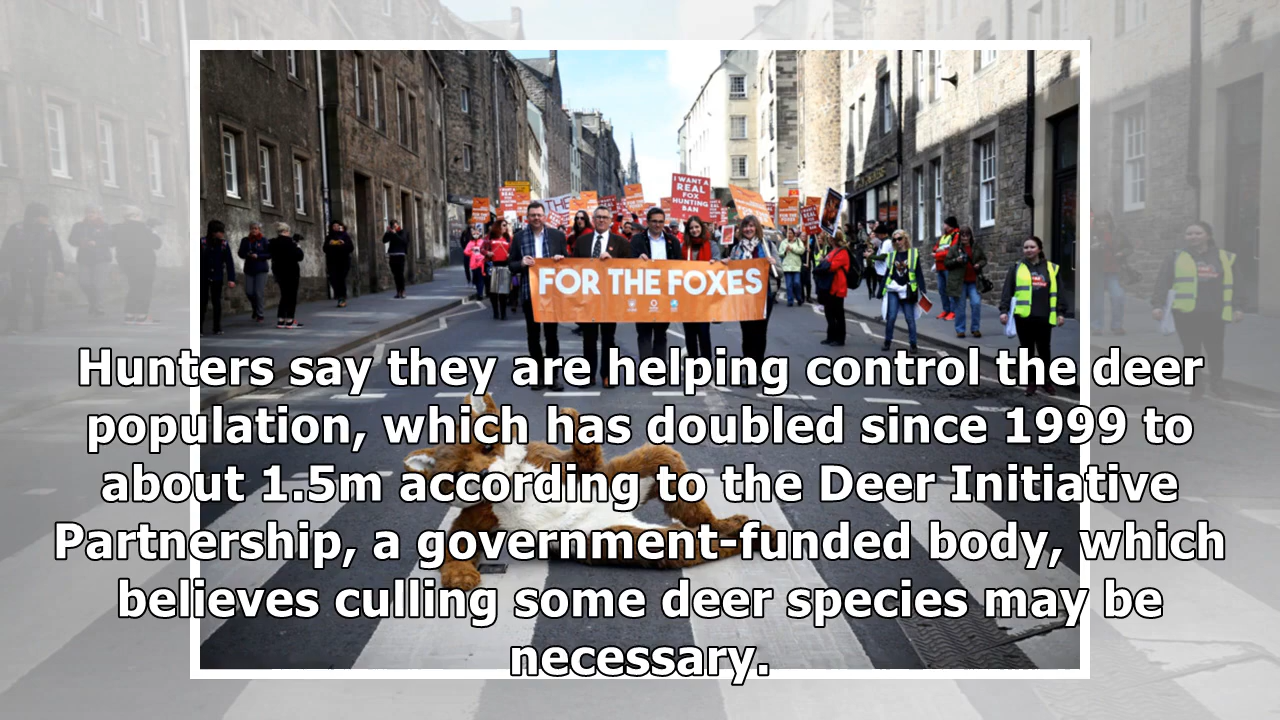 I WANT A
REAL
FOX
HUNTING
BAN
THE
FOR THE FOXES
Hunters say they are helping control the deer
population, which has doubled since 1999 to
about 1.5m according to the Deer Initiative
Partnership, a government-funded body, which
believes culling some deer species may be
necessary.